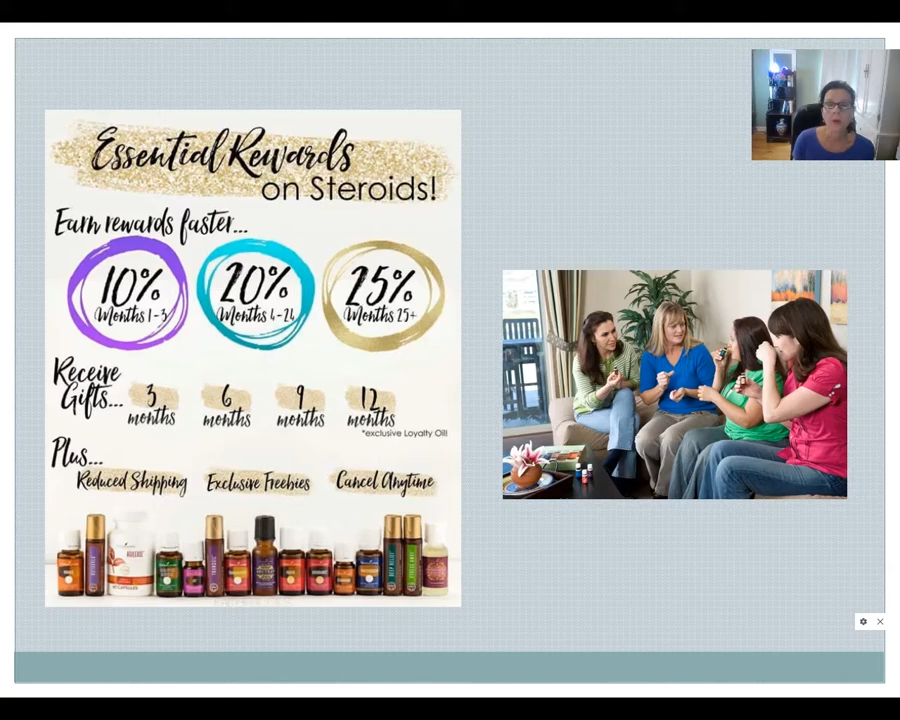 Essential Rewards
on Steroids!
Earn rewards faster...
10%
Months 1-3
20%
Months 4-24
25%
Months 25+
Receive
Gifts...
3
months
6
months
9
months
12
months
*exclusive Loyalty Oil!
Plus...
Reduced Shipping
Exclusive Freebies
Cancel Anytime